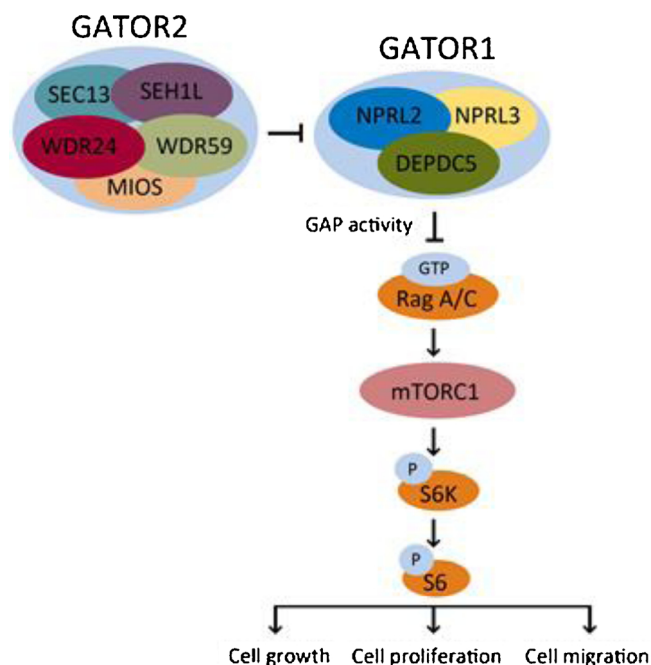 GATOR2
GATOR1
SEC13
SEH1L
WDR24
WDR59
MIOS
NPRL2
NPRL3
DEPDC5
GAP activity
GTP
Rag A/C
mTORC1
P
S6K
P
S6
Cell growth
Cell proliferation
Cell migration